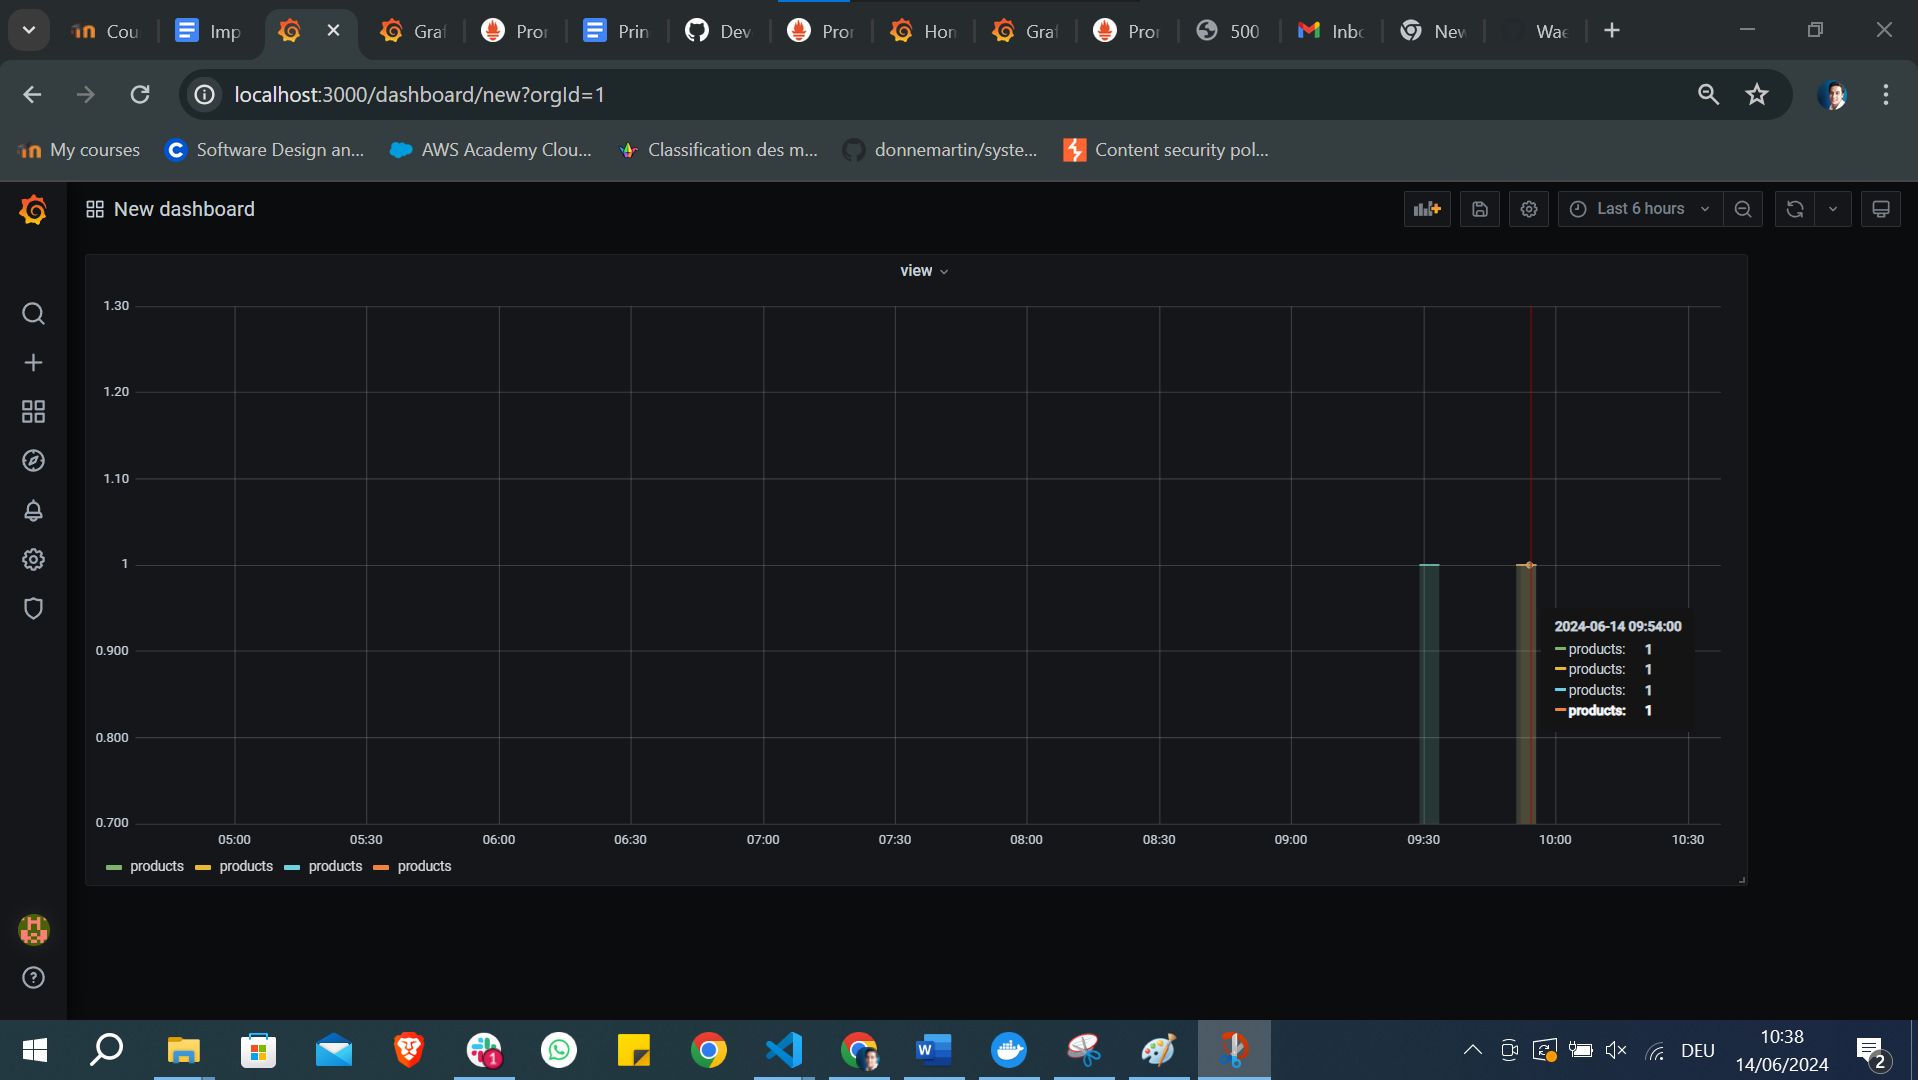 Cou
Imp
Graf
Pror
Prin
Dev
Pror
Hom
Graf
Pror
500
Inbo
New
Wae
localhost:3000/dashboard/new?orgId=1
My courses
Software Design an...
AWS Academy Clou...
Classification des m...
donnemartin/syste...
Content security pol...
New dashboard
Last 6 hours
view
1.30
1.20
1.10
1
0.900
0.800
0.700
2024-06-14 09:54:00
products: 1
products: 1
products: 1
products: 1
05:00 05:30 06:00 06:30 07:00 07:30 08:00 08:30 09:00 09:30 10:00 10:30
products products products products
1
DEU
10:38
14/06/2024
2